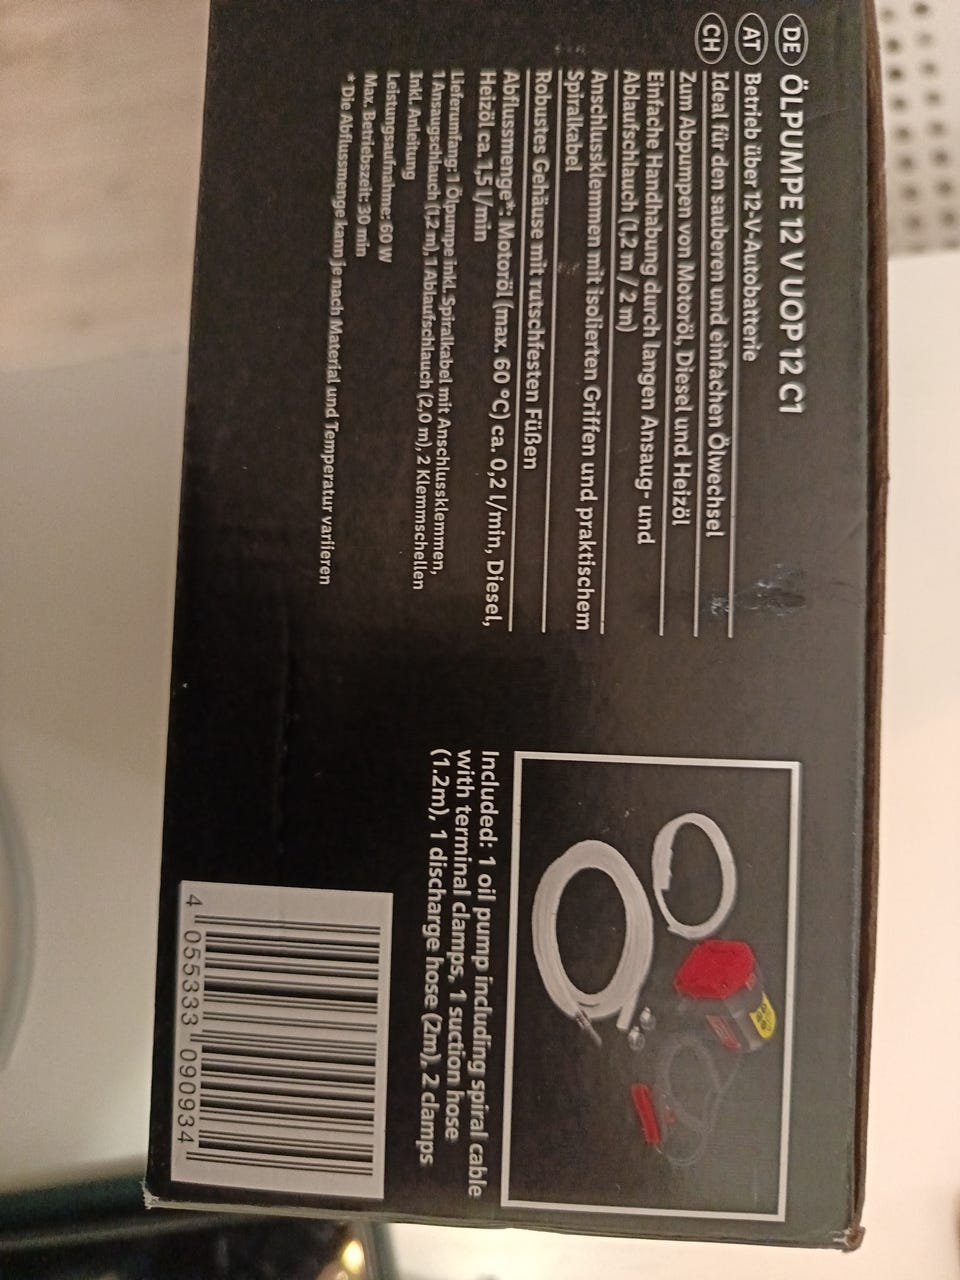 DE
AT
CH
ÖLPUMPE 12 V UOP 12 C1
Betrieb über 12-V-Autobatterie
Ideal für den sauberen und einfachen Ölwechsel
Zum Abpumpen von Motoröl, Diesel und Heizöl
Einfache Handhabung durch langen Ansaug- und
Ablaufschlauch (1,2 m / 2 m)
Anschlussklemmen mit isolierten Griffen und praktischem
Spiralkabel
Robustes Gehäuse mit rutschfesten Füßen
Abflussmenge*: Motoröl (max. 60 °C) ca. 0,2 l/min, Diesel,
Heizöl ca. 1,5 l/min
Lieferumfang: 1 Ölpumpe inkl. Spiralkabel mit Anschlussklemmen,
1 Ansaugschlauch (1,2 m), 1 Ablaufschlauch (2,0 m), 2 Klemmschellen
Inkl. Anleitung
Leistungsaufnahme: 60 W
Max. Betriebszeit: 30 min
*Die Abflussmenge kann je nach Material und Temperatur variieren
Included: 1 oil pump including spiral cable
with terminal clamps, 1 suction hose
(1.2m), 1 discharge hose (2m), 2 clamps
4 055333 090934